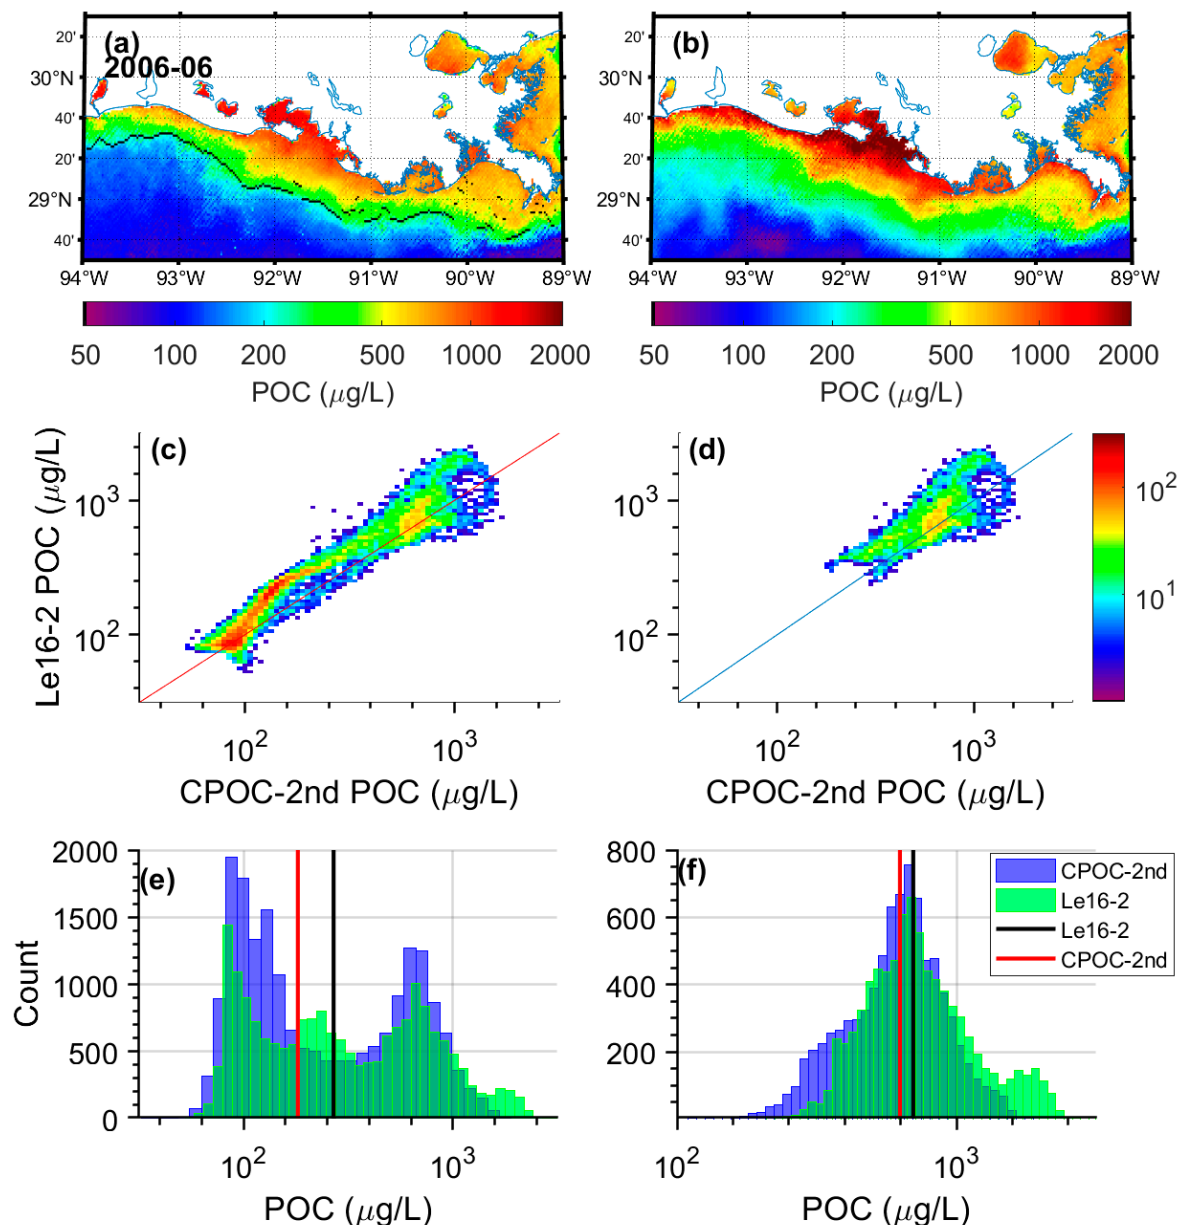 (a)
2006-06
20'
30°N
40'
20'
29°N
40'
94°W 93°W 92°W 91°W 90°W 89°W
(b)
20'
30°N
40'
20'
29°N
40'
94°W 93°W 92°W 91°W 90°W 89°W
50 100 200 500 1000 2000
POC (μg/L)
50 100 200 500 1000 2000
POC (μg/L)
(c)
Le16-2 POC (μg/L)
10³
10²
10² 10³
CPOC-2nd POC (μg/L)
(d)
10³
10²
10² 10³
CPOC-2nd POC (μg/L)
10²
10¹
(e)
Count
2000
1500
1000
500
0
10² 10³
POC (μg/L)
(f)
800
600
400
200
10² 10³
POC (μg/L)
CPOC-2nd
Le16-2
Le16-2
CPOC-2nd